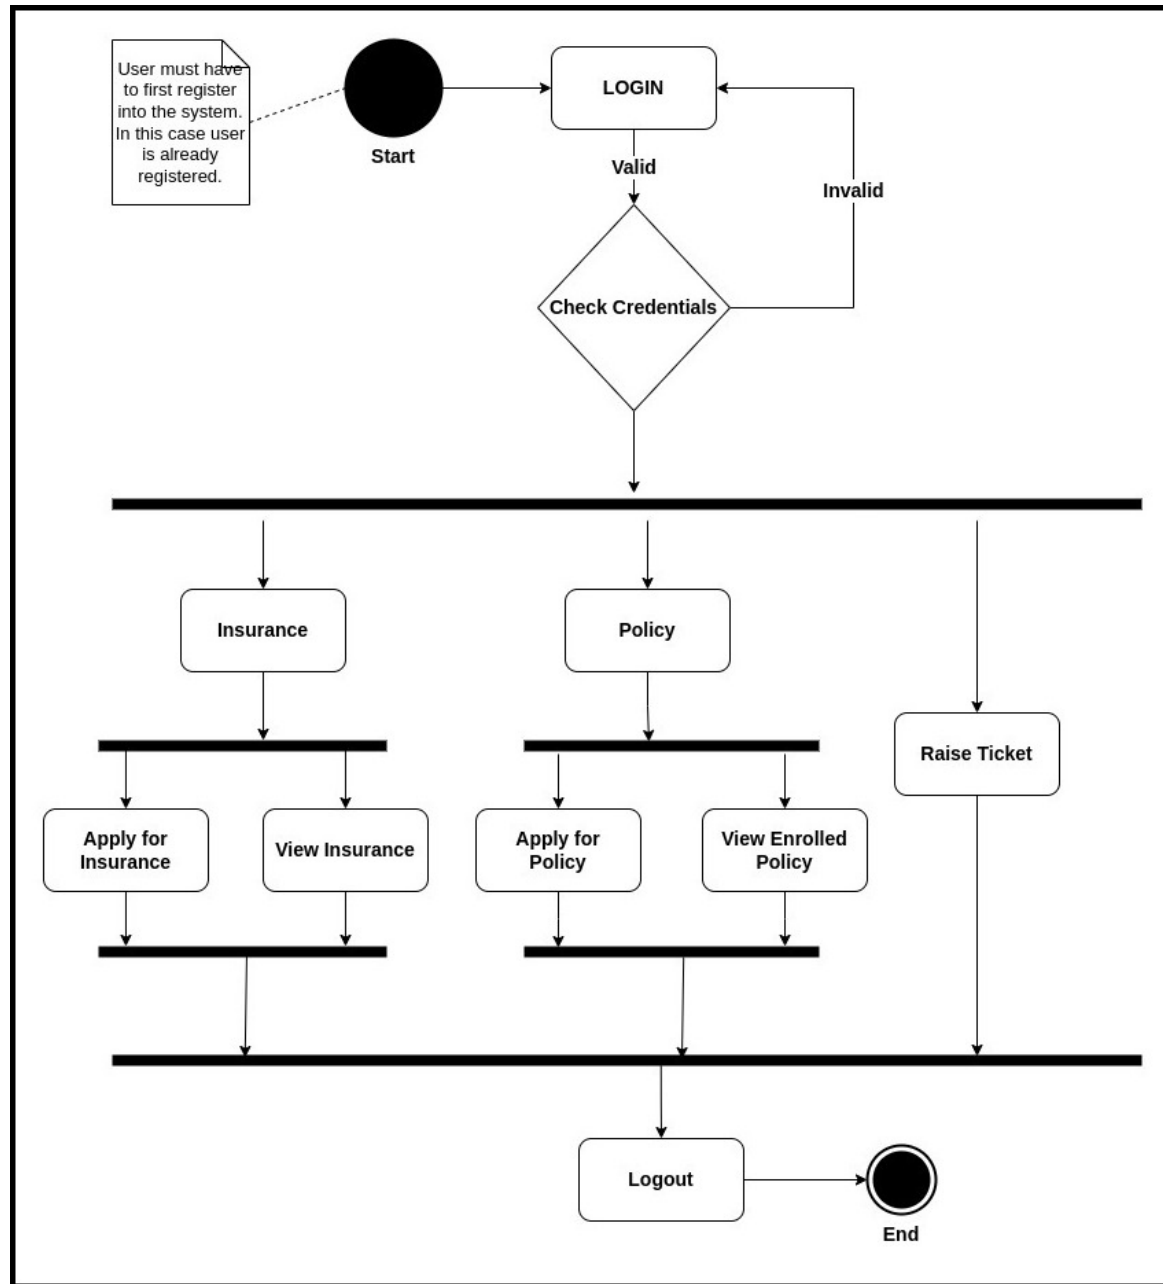 User must have
to first register
into the system.
In this case user
is already
registered.
Start
LOGIN
Valid
Invalid
Check Credentials
Insurance
Policy
Raise Ticket
Apply for
Insurance
View Insurance
Apply for
Policy
View Enrolled
Policy
Logout
End